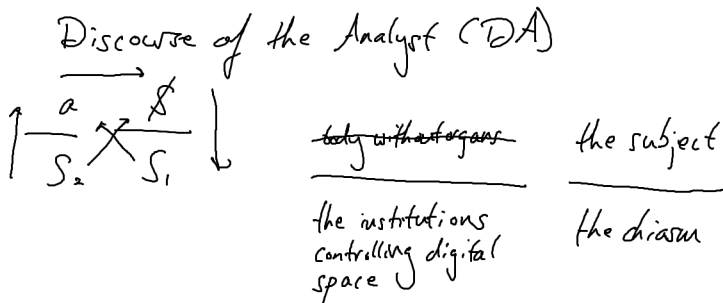 Discourse of the Analyst (DA)
a $
S₂ S₁
body without organs the subject
the institutions the chiasm
controlling digital
space